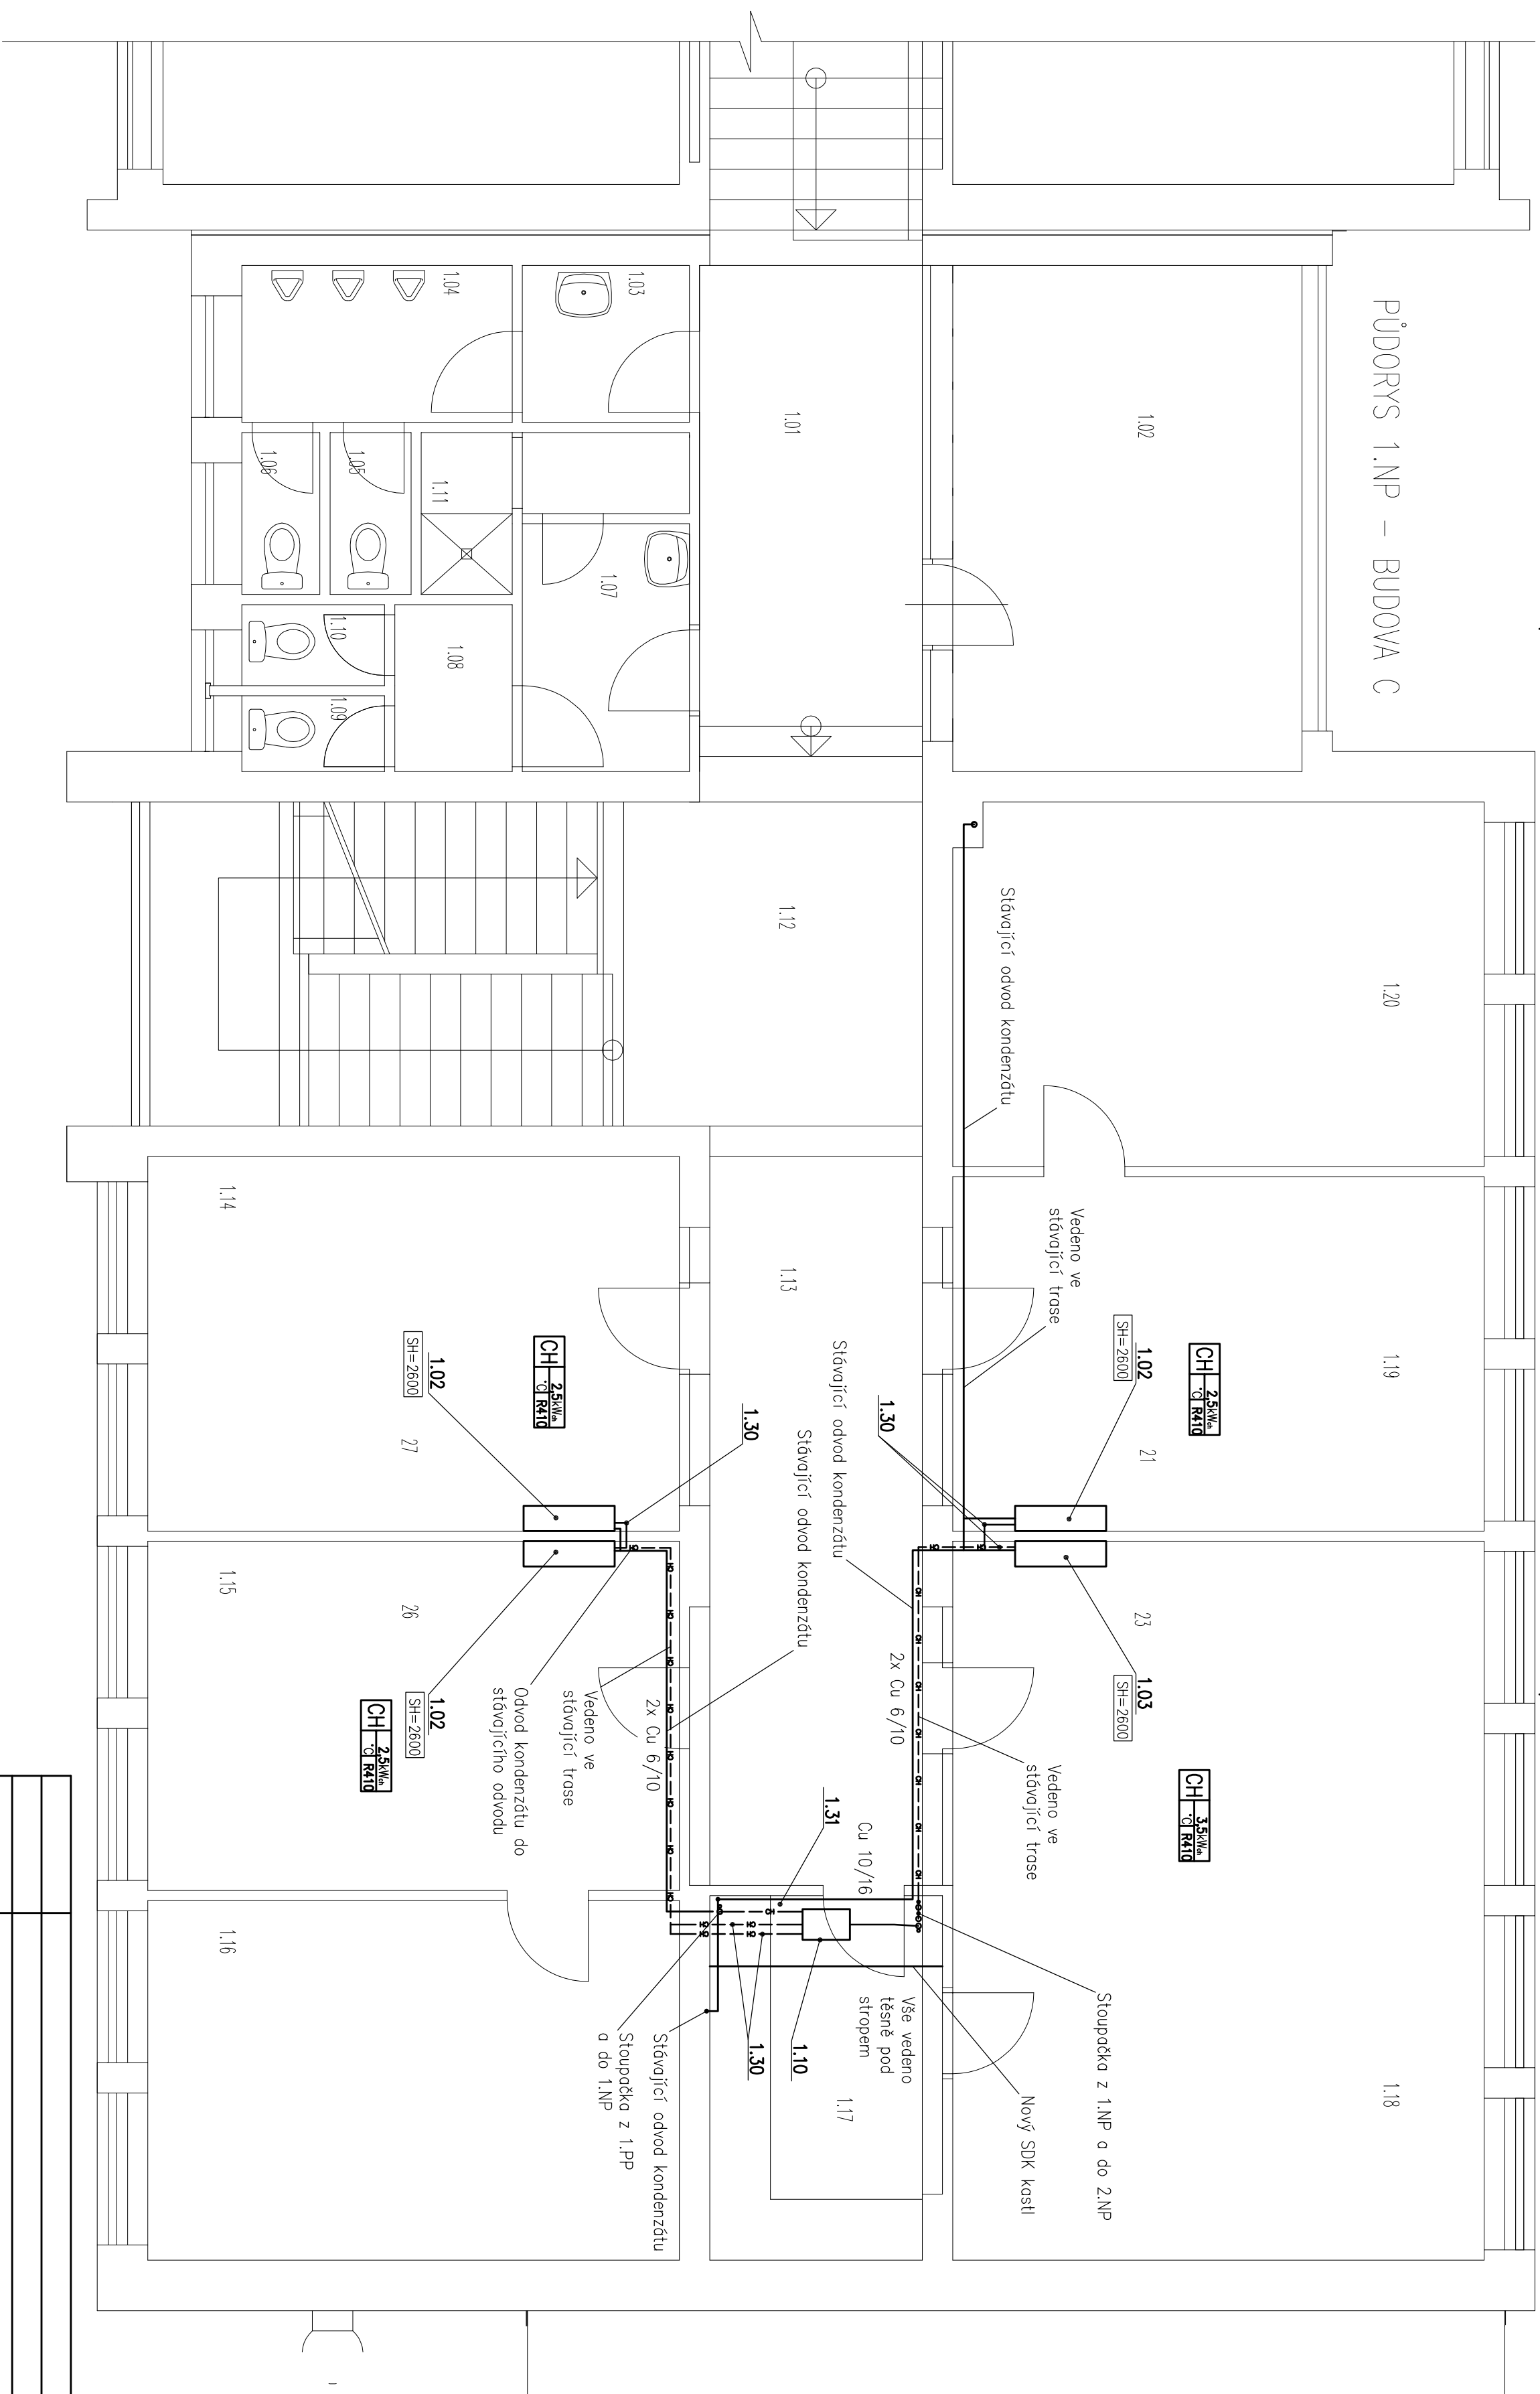 PŮDORYS 1.NP - BUDOVA C
1.02
1.01
1.03
1.04
1.05
1.06
1.11
1.07
1.08
1.10
1.09
1.12
1.20
Stávající odvod kondenzátu
Vedeno ve
stávající trase
1.02
SH=2600
CH 2,5kWch
°C R410
1.19
21
1.13
1.14
1.02
SH=2600
CH 2,5kWch
°C R410
27
1.30
1.30
Stávající odvod kondenzátu
Stávající odvod kondenzátu
23
1.03
SH=2600
CH 3,5kWch
°C R410
2x Cu 6/10
Vedeno ve
stávající trase
1.15
26
1.02
SH=2600
CH 2,5kWch
°C R410
Odvod kondenzátu do
stávajícího odvodu
Vedeno ve
stávající trase
2x Cu 6/10
1.31
Cu 10/16
1.16
Stoupačka z 1.NP a do 2.NP
Nový SDK kastl
Vše vedeno
těsně pod
stropem
1.10
1.30
Stávající odvod kondenzátu
Stoupačka z 1.PP
a do 1.NP
1.17
1.18